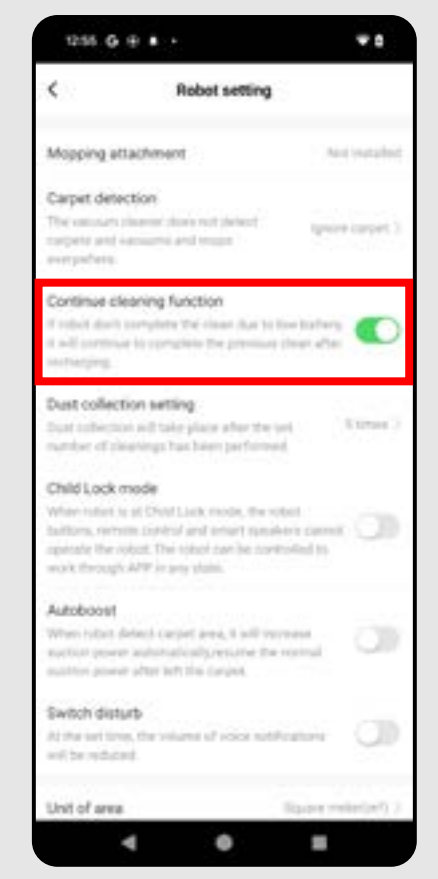 12:55 G
Robot setting
Mopping attachment
Not installed
Carpet detection
The vacuum cleaner does not detect
carpets and vacuums and mops
everywhere.
Ignore carpet
Continue cleaning function
If robot don't complete the clean due to low battery,
it will continue to complete the previous clean after
recharging.
Dust collection setting
Dust collection will take place after the set
number of cleanings has been performed
5 times
Child Lock mode
When robot is at Child Lock mode, the robot
buttons, remote control and smart speakers cannot
operate the robot. The robot can be controlled to
work through APP in any state.
Autoboost
When robot detect carpet area, it will increase
suction power automatically,resume the normal
suction power after left the carpet.
Switch disturb
At the set time, the volume of voice notifications
will be reduced.
Unit of area
Square meter(m²)